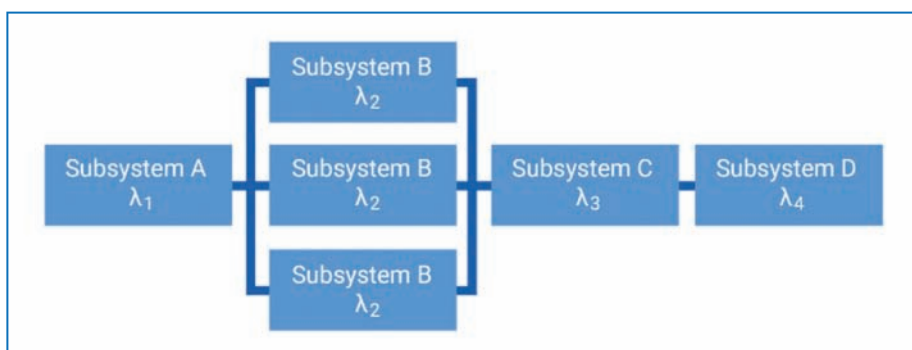 Subsystem B
λ₂
Subsystem A
λ₁
Subsystem B
λ₂
Subsystem C
λ₃
Subsystem D
λ₄
Subsystem B
λ₂